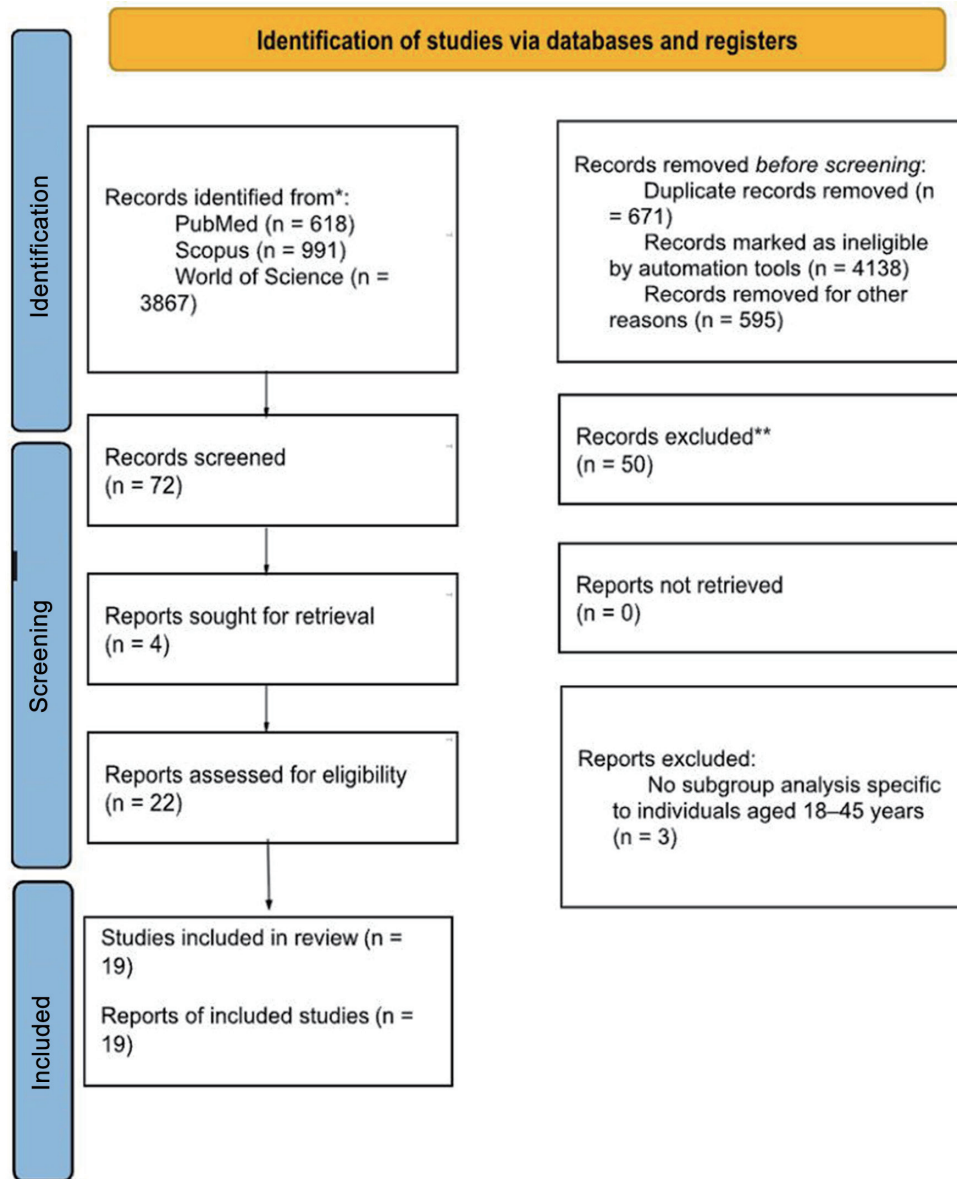 Identification of studies via databases and registers
Identification
Records identified from*:
PubMed (n = 618)
Scopus (n = 991)
World of Science (n =
3867)
Records removed before screening:
Duplicate records removed (n
= 671)
Records marked as ineligible
by automation tools (n = 4138)
Records removed for other
reasons (n = 595)
Screening
Records screened
(n = 72)
Records excluded**
(n = 50)
Reports sought for retrieval
(n = 4)
Reports not retrieved
(n = 0)
Reports assessed for eligibility
(n = 22)
Reports excluded:
No subgroup analysis specific
to individuals aged 18–45 years
(n = 3)
Included
Studies included in review (n =
19)
Reports of included studies (n =
19)